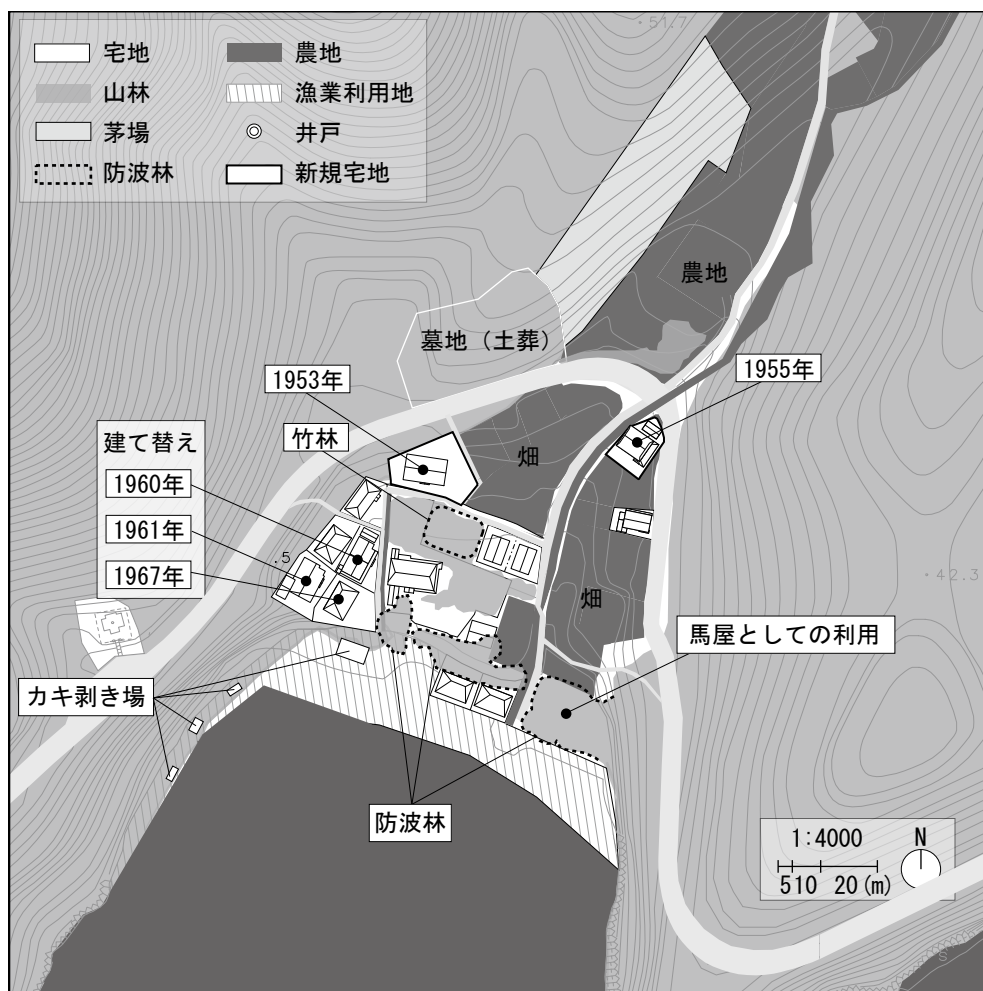 宅地
農地
山林
漁業利用地
茅場
井戸
防波林
新規宅地
51.7
農地
墓地（土葬）
1953年
1955年
竹林
畑
建て替え
1960年
1961年
1967年
.5
42.3
畑
馬屋としての利用
カキ剥き場
防波林
1:4000
N
510 20(m)
S